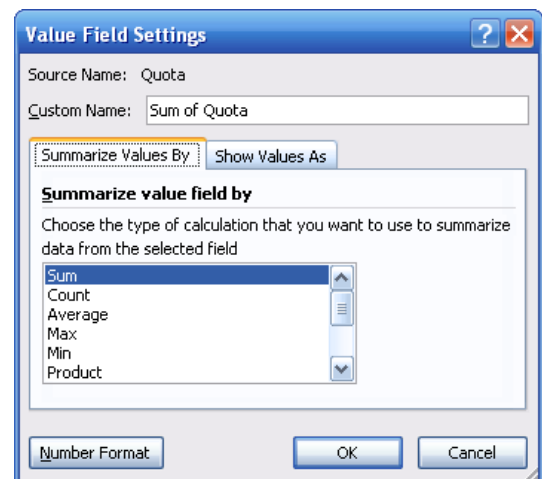 Value Field Settings
Source Name: Quota
Custom Name: Sum of Quota
Summarize Values By Show Values As
Summarize value field by
Choose the type of calculation that you want to use to summarize
data from the selected field
Sum
Count
Average
Max
Min
Product
Number Format OK Cancel